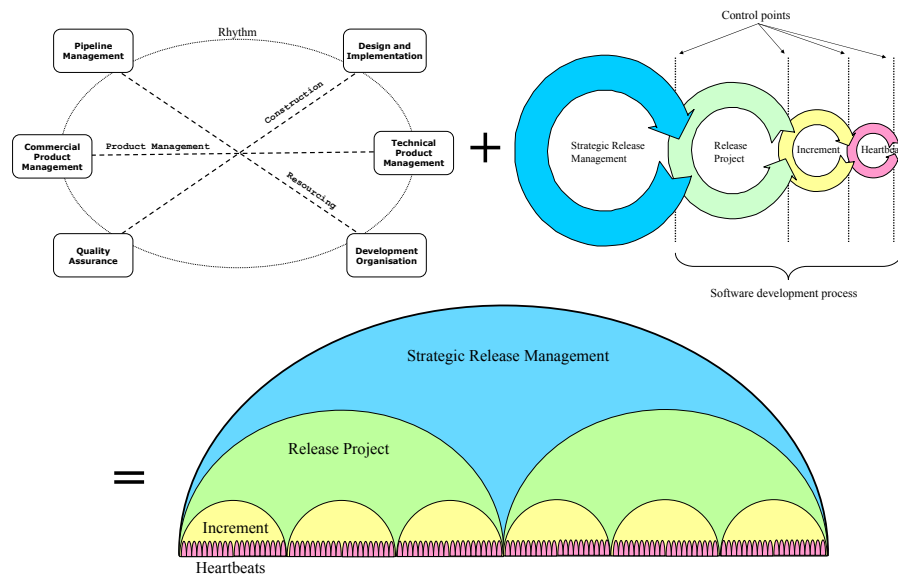 Rhythm
Pipeline
Management
Design and
Implementation
Construction
Commercial
Product
Management
Product Management
Technical
Product
Management
Resourcing
Quality
Assurance
Development
Organisation
+
Control points
Strategic Release
Management
Release
Project
Increment
Heartbea
Software development process
=
Strategic Release Management
Release Project
Increment
Heartbeats